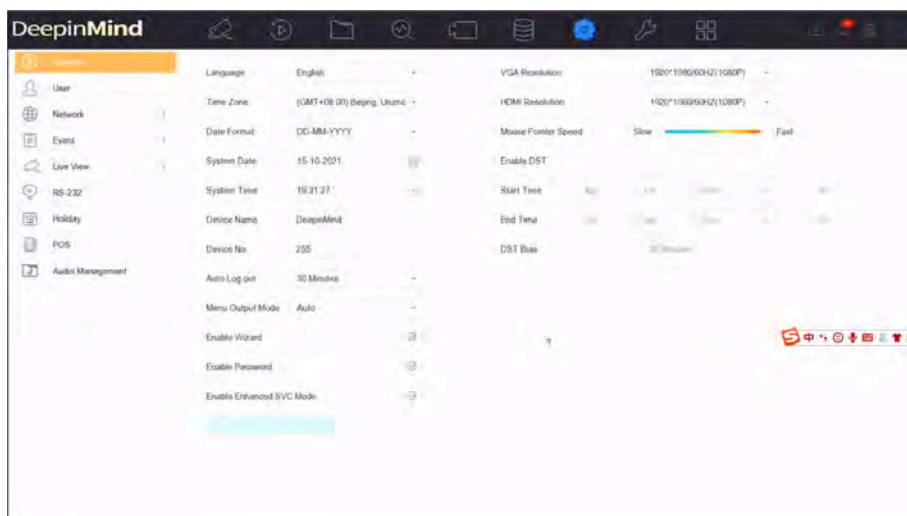 DeepinMind
General
User
Network
Event
Live View
RS-232
Holiday
POS
Audio Management
Language English
Time Zone (GMT+08:00) Beijing, Urumq
Date Format DD-MM-YYYY
System Date 15-10-2021
System Time 19:31:27
Device Name DeepinMind
Device No. 255
Auto Log out 30 Minutes
Menu Output Mode Auto
Enable Wizard
Enable Password
Enable Enhanced SVC Mode
VGA Resolution 1920*1080/60HZ(1080P)
HDMI Resolution 1920*1080/60HZ(1080P)
Mouse Pointer Speed Slow Fast
Enable DST
Start Time
End Time
DST Bias
中